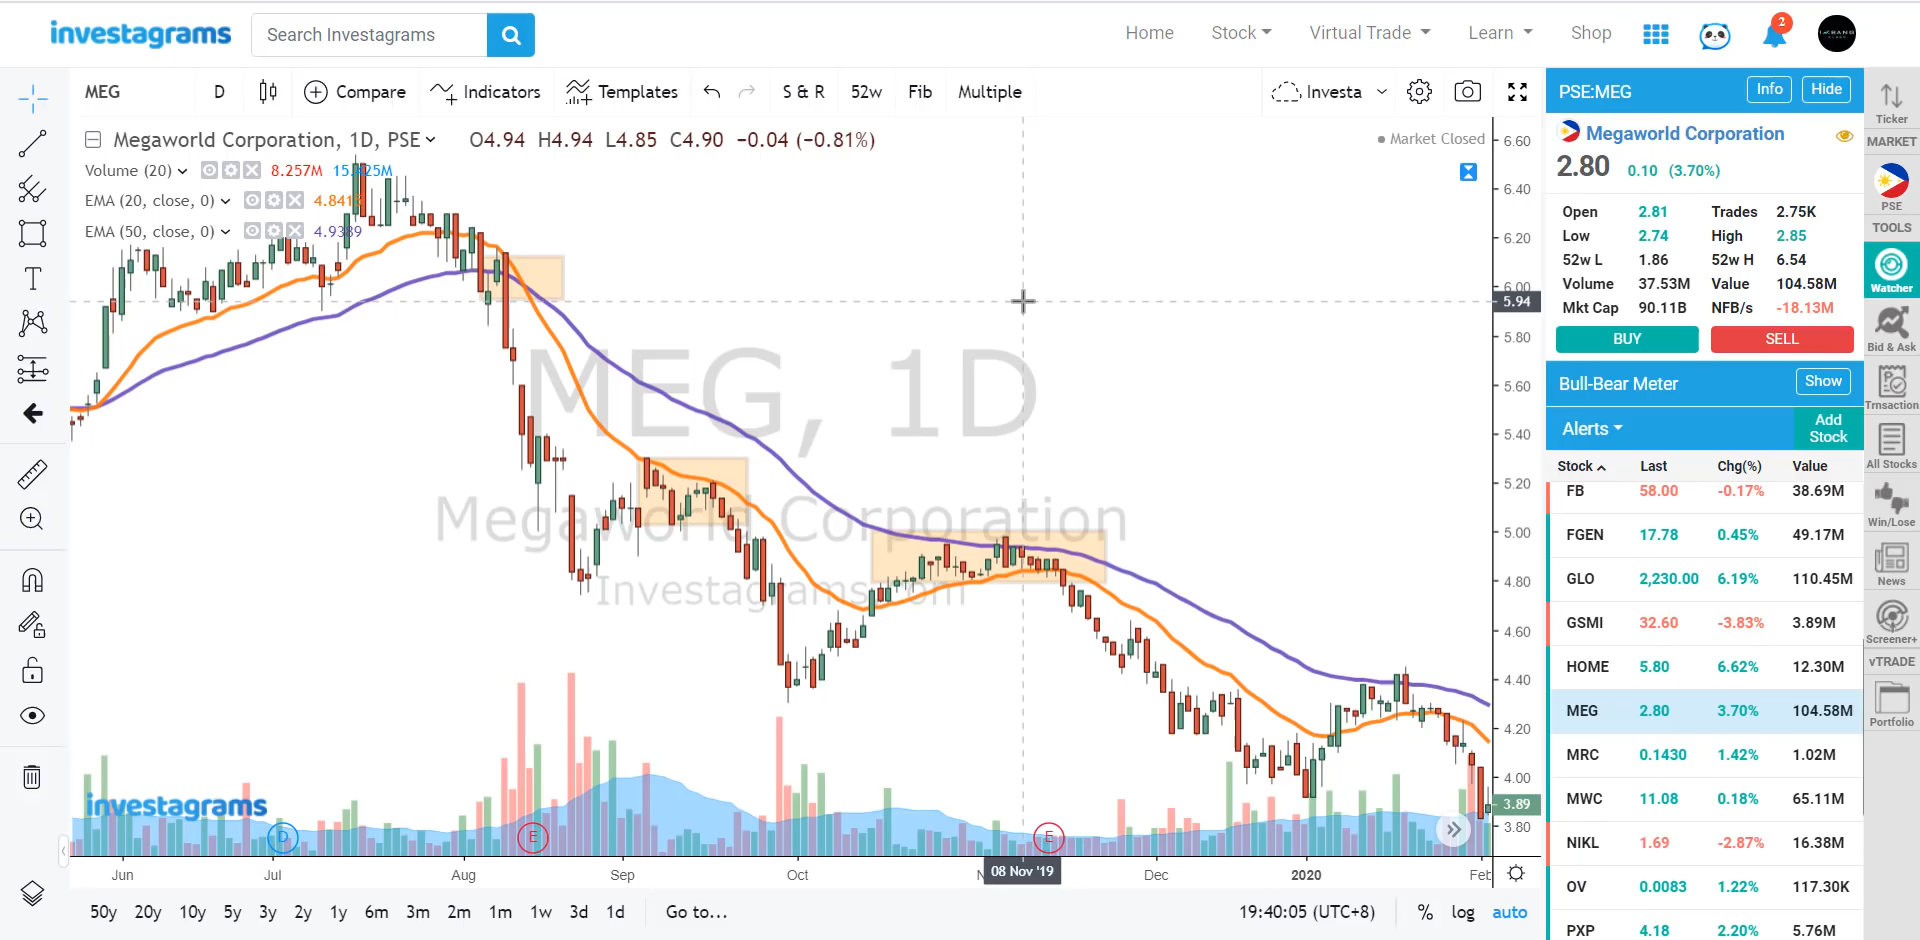 investagrams
Search Investagrams
Home
Stock
Virtual Trade
Learn
Shop
2
MEG
D
Compare
Indicators
Templates
S & R
52w
Fib
Multiple
Investa
Megaworld Corporation, 1D, PSE
O4.94 H4.94 L4.85 C4.90 −0.04 (−0.81%)
Market Closed
Volume (20) 8.257M
EMA (20, close, 0)
EMA (50, close, 0) 4.9389
MEG, 1D
Megaworld Corporation
Investagrams.com
investagrams
D
E
E
6.60
6.40
6.20
6.00
5.94
5.80
5.60
5.40
5.20
5.00
4.80
4.60
4.40
4.20
4.00
3.89
3.80
Jun
Jul
Aug
Sep
Oct
08 Nov '19
Dec
2020
50y 20y 10y 5y 3y 2y 1y 6m 3m 2m 1m 1w 3d 1d Go to...
19:40:05 (UTC+8) % log auto
PSE:MEG Info Hide
Megaworld Corporation
2.80 0.10 (3.70%)
Open 2.81 Trades 2.75K
Low 2.74 High 2.85
52w L 1.86 52w H 6.54
Volume 37.53M Value 104.58M
Mkt Cap 90.11B NFB/s -18.13M
BUY SELL
Bull-Bear Meter Show
Alerts Add Stock
Stock Last Chg(%) Value
FB 58.00 -0.17% 38.69M
FGEN 17.78 0.45% 49.17M
GLO 2,230.00 6.19% 110.45M
GSMI 32.60 -3.83% 3.89M
HOME 5.80 6.62% 12.30M
MEG 2.80 3.70% 104.58M
MRC 0.1430 1.42% 1.02M
MWC 11.08 0.18% 65.11M
NIKL 1.69 -2.87% 16.38M
OV 0.0083 1.22% 117.30K
PXP 4.18 2.20% 5.76M
Ticker
MARKET
PSE
TOOLS
Watcher
Bid & Ask
Trnsaction
All Stocks
Win/Lose
News
Screener+
vTRADE
Portfolio